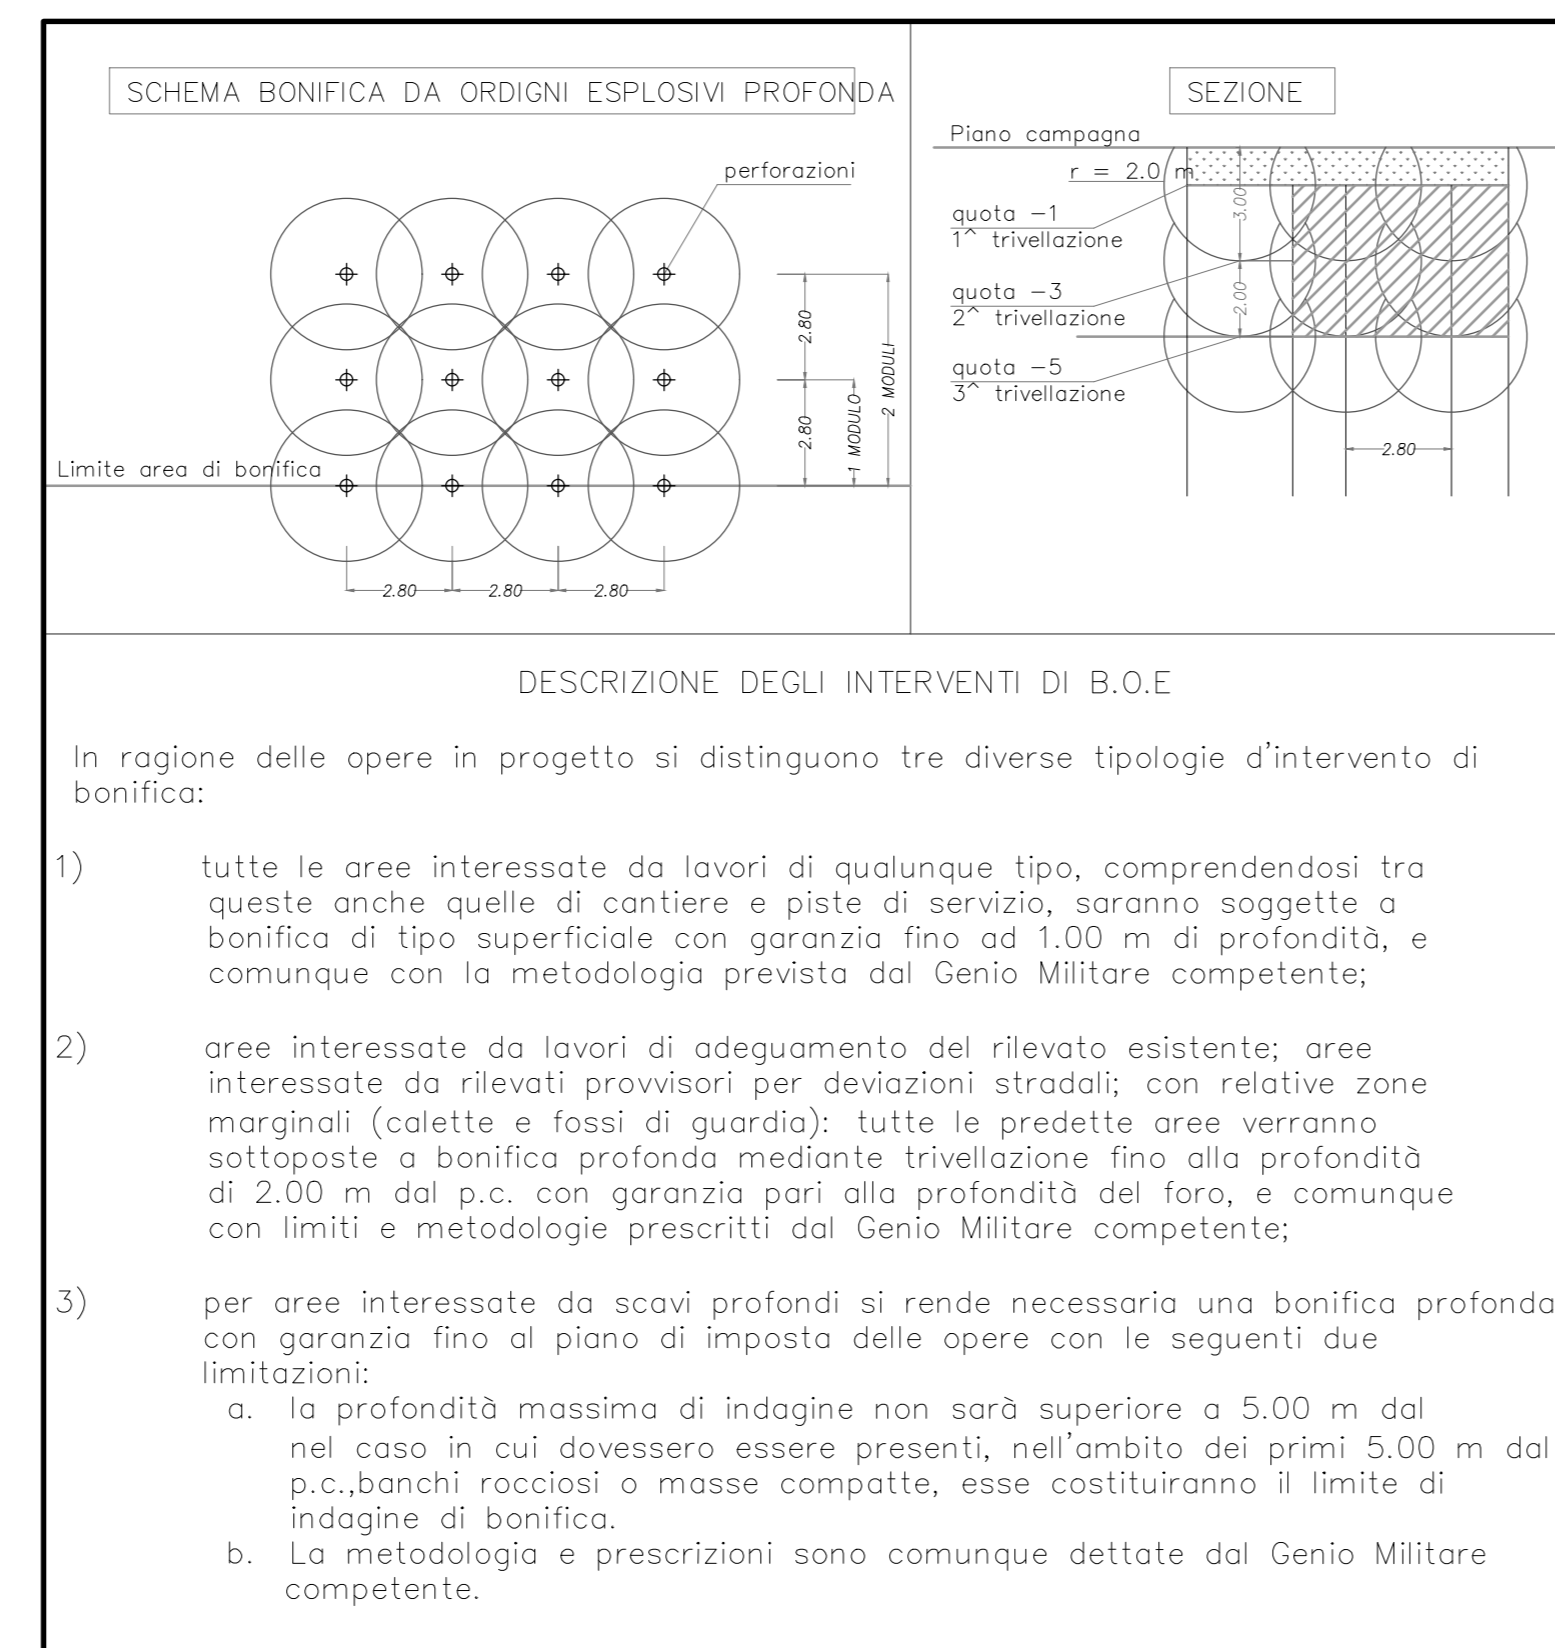 SCHEMA BONIFICA DA ORDIGNI ESPLOSIVI PROFONDA
perforazioni
2.80
2.80
1 MODULO
2 MODULI
Limite area di bonifica
2.80
2.80
2.80
SEZIONE
Piano campagna
r = 2.0 m
3.00
quota -1
1^ trivellazione
quota -3
2^ trivellazione
2.00
quota -5
3^ trivellazione
2.80
DESCRIZIONE DEGLI INTERVENTI DI B.O.E
In ragione delle opere in progetto si distinguono tre diverse tipologie d'intervento di
bonifica:
1) tutte le aree interessate da lavori di qualunque tipo, comprendendosi tra
queste anche quelle di cantiere e piste di servizio, saranno soggette a
bonifica di tipo superficiale con garanzia fino ad 1.00 m di profondità, e
comunque con la metodologia prevista dal Genio Militare competente;
2) aree interessate da lavori di adeguamento del rilevato esistente; aree
interessate da rilevati provvisori per deviazioni stradali; con relative zone
marginali (calette e fossi di guardia): tutte le predette aree verranno
sottoposte a bonifica profonda mediante trivellazione fino alla profondità
di 2.00 m dal p.c. con garanzia pari alla profondità del foro, e comunque
con limiti e metodologie prescritti dal Genio Militare competente;
3) per aree interessate da scavi profondi si rende necessaria una bonifica profonda
con garanzia fino al piano di imposta delle opere con le seguenti due
limitazioni:
a. la profondità massima di indagine non sarà superiore a 5.00 m dal
nel caso in cui dovessero essere presenti, nell'ambito dei primi 5.00 m dal
p.c.,banchi rocciosi o masse compatte, esse costituiranno il limite di
indagine di bonifica.
b. La metodologia e prescrizioni sono comunque dettate dal Genio Militare
competente.